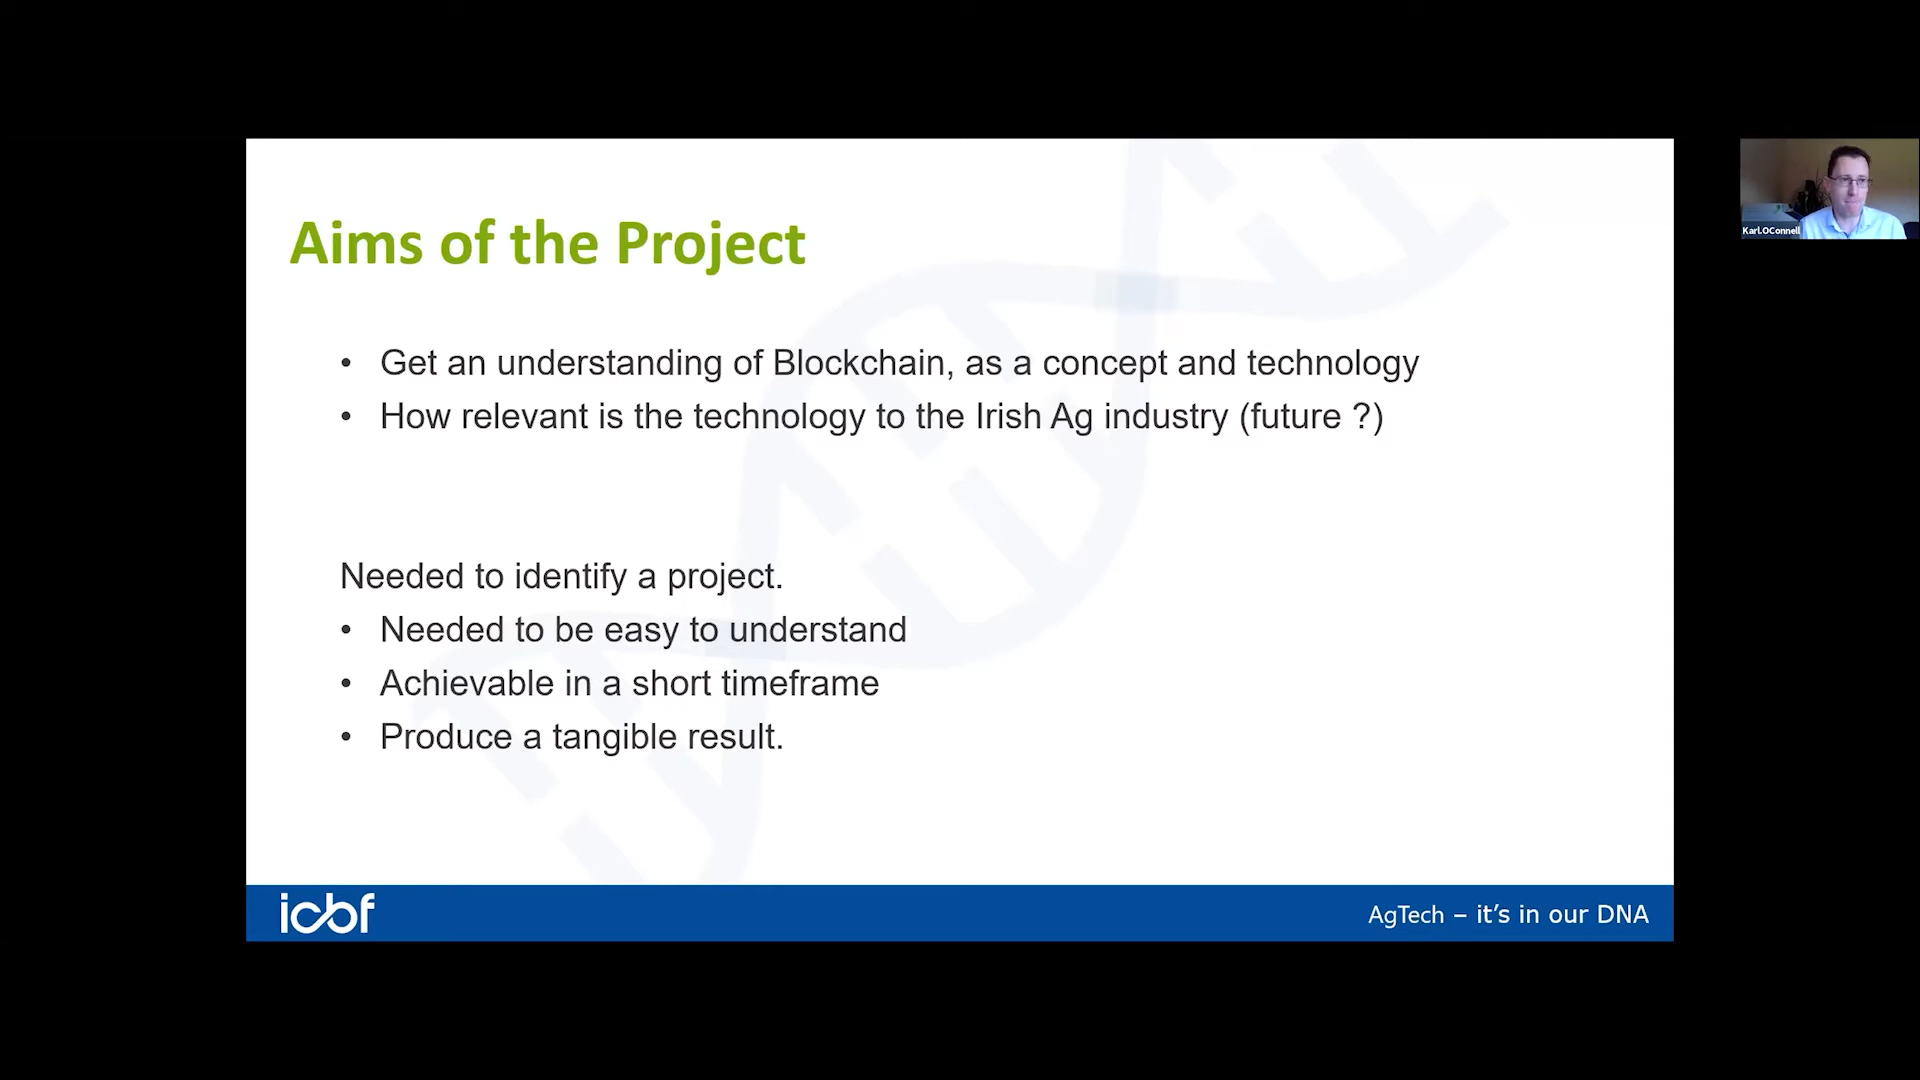 Aims of the Project
• Get an understanding of Blockchain, as a concept and technology
• How relevant is the technology to the Irish Ag industry (future ?)
Needed to identify a project.
• Needed to be easy to understand
• Achievable in a short timeframe
• Produce a tangible result.
icbf
AgTech – it’s in our DNA
Karl.OConnell